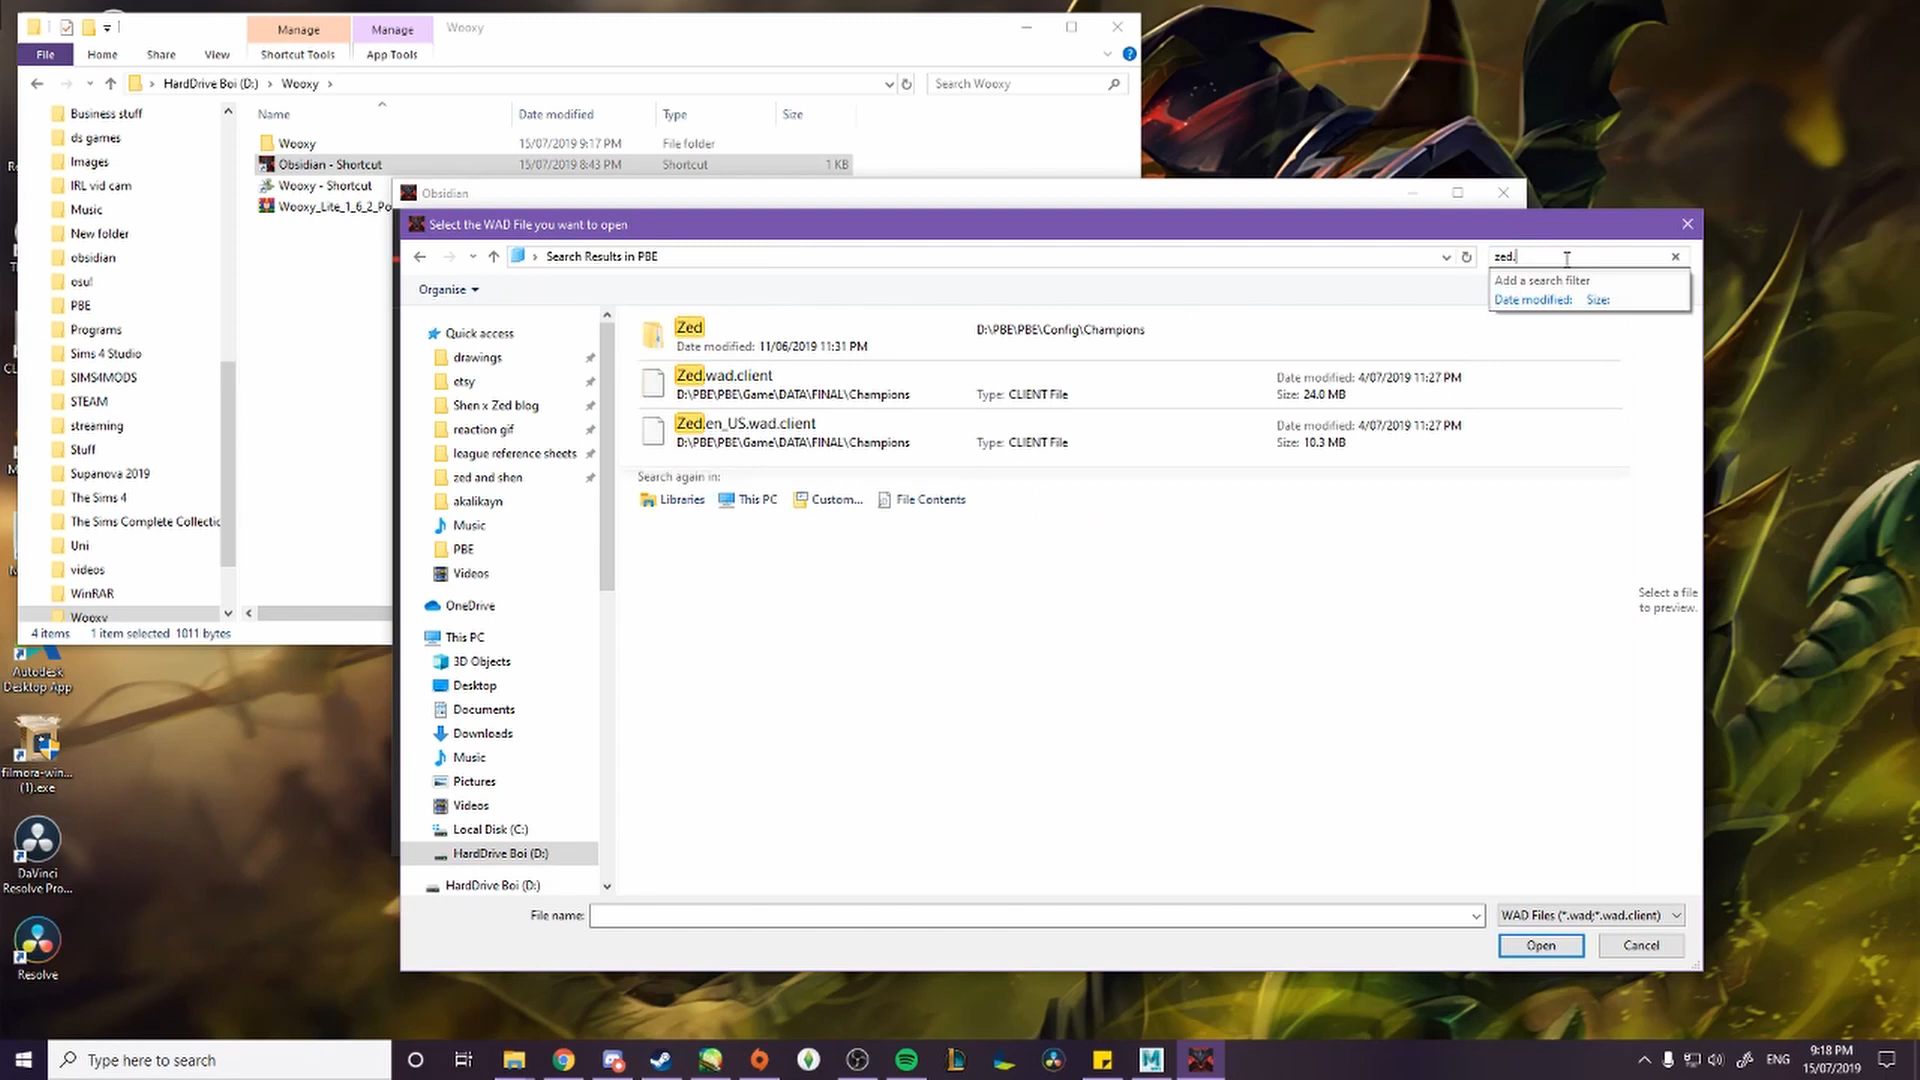 Manage
Manage
Wooxy
File
Home
Share
View
Shortcut Tools
App Tools
HardDrive Boi (D:)
Wooxy
Search Wooxy
Name
Date modified
Type
Size
Wooxy
15/07/2019 9:17 PM
File folder
Obsidian - Shortcut
15/07/2019 8:43 PM
Shortcut
1 KB
Wooxy - Shortcut
Wooxy_Lite_1_6_2_Po
Business stuff
ds games
Images
IRL vid cam
Music
New folder
obsidian
osu!
PBE
Programs
Sims 4 Studio
SIMS4MODS
STEAM
streaming
Stuff
Supanova 2019
The Sims 4
The Sims Complete Collectic
Uni
videos
WinRAR
Wooxy
4 items
1 item selected 1011 bytes
Obsidian
Select the WAD File you want to open
Search Results in PBE
zed.
Add a search filter
Date modified:
Size:
Organise
Quick access
drawings
etsy
Shen x Zed blog
reaction gif
league reference sheets
zed and shen
akalikayn
Music
PBE
Videos
OneDrive
This PC
3D Objects
Desktop
Documents
Downloads
Music
Pictures
Videos
Local Disk (C:)
HardDrive Boi (D:)
HardDrive Boi (D:)
Zed
Date modified: 11/06/2019 11:31 PM
D:\PBE\PBE\Config\Champions
Zed.wad.client
D:\PBE\PBE\Game\DATA\FINAL\Champions
Type: CLIENT File
Date modified: 4/07/2019 11:27 PM
Size: 24.0 MB
Zed.en_US.wad.client
D:\PBE\PBE\Game\DATA\FINAL\Champions
Type: CLIENT File
Date modified: 4/07/2019 11:27 PM
Size: 10.3 MB
Search again in:
Libraries
This PC
Custom...
File Contents
Select a file
to preview.
File name:
WAD Files (*.wad;*.wad.client)
Open
Cancel
Autodesk
Desktop App
filmora-win...
(1).exe
DaVinci
Resolve Pro...
Resolve
Type here to search
ENG
9:18 PM
15/07/2019